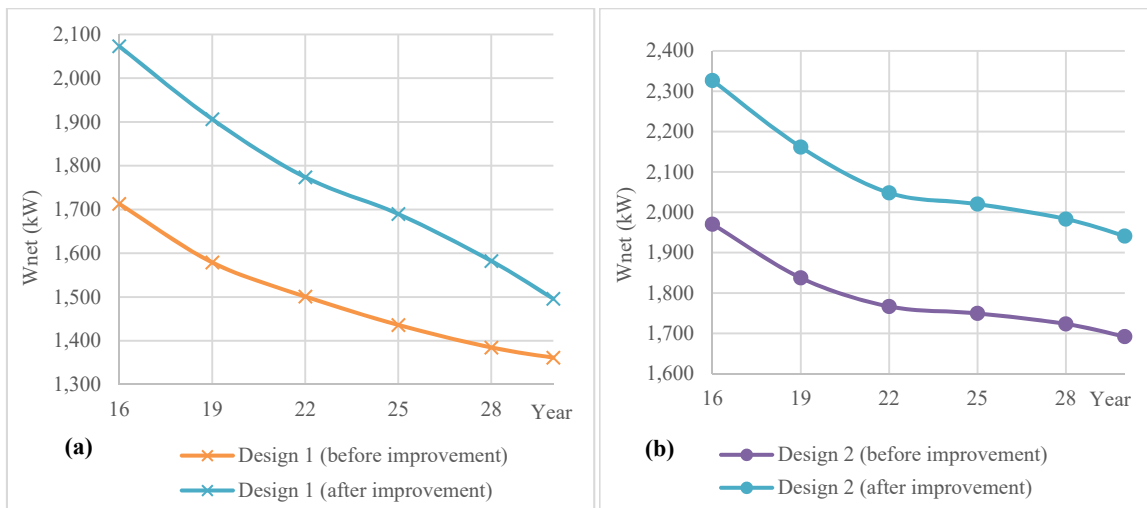 2,100
2,000
1,900
1,800
1,700
1,600
1,500
1,400
1,300
Wnet (kW)
16 19 22 25 28 Year
(a)
Design 1 (before improvement)
Design 1 (after improvement)
2,400
2,300
2,200
2,100
2,000
1,900
1,800
1,700
1,600
Wnet (kW)
16 19 22 25 28 Year
(b)
Design 2 (before improvement)
Design 2 (after improvement)